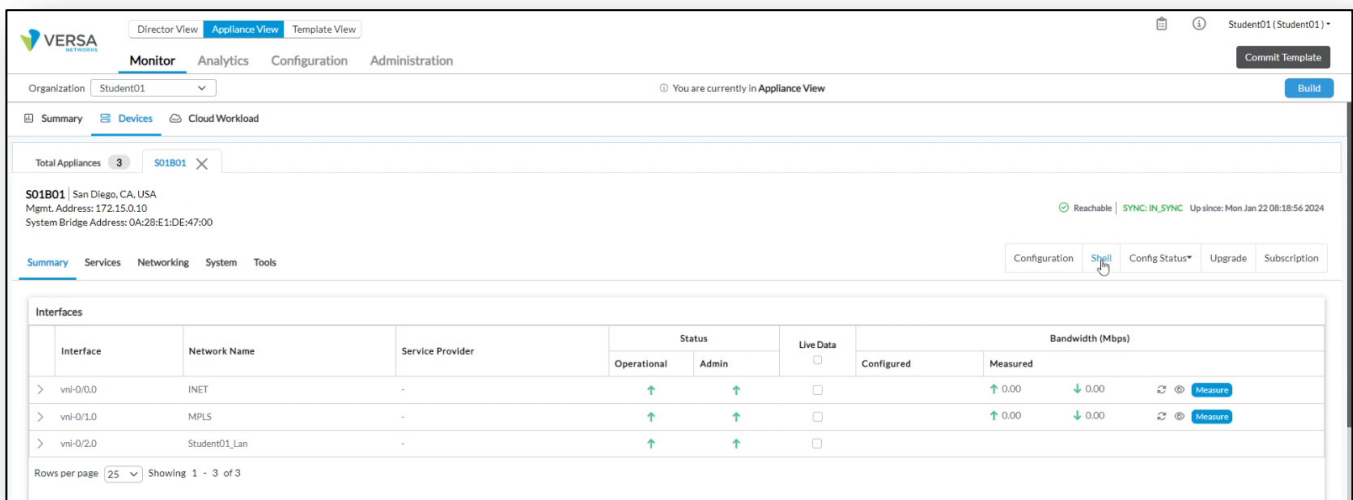 VERSA
NETWORKS
Director View Appliance View Template View
Student01 (Student01)
Monitor Analytics Configuration Administration
Commit Template
Organization Student01
You are currently in Appliance View
Build
Summary Devices Cloud Workload
Total Appliances 3 S01B01
S01B01 San Diego, CA, USA
Mgmt. Address: 172.15.0.10
System Bridge Address: 0A:28:E1:DE:47:00
Reachable SYNC: IN_SYNC Up since: Mon Jan 22 08:18:56 2024
Summary Services Networking System Tools
Configuration Shell Config Status Upgrade Subscription
Interfaces
Interface Network Name Service Provider Status Live Data Bandwidth (Mbps)
Operational Admin Configured Measured
vni-0/0.0 INET - 0.00 0.00 Measure
vni-0/1.0 MPLS - 0.00 0.00 Measure
vni-0/2.0 Student01_Lan -
Rows per page 25 Showing 1 - 3 of 3